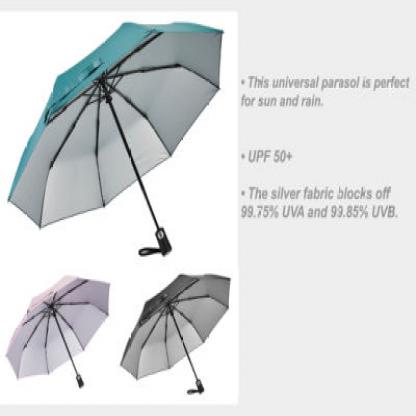 • This universal parasol is perfect
for sun and rain.
• UPF 50+
• The silver fabric blocks off
99.75% UVA and 99.85% UVB.